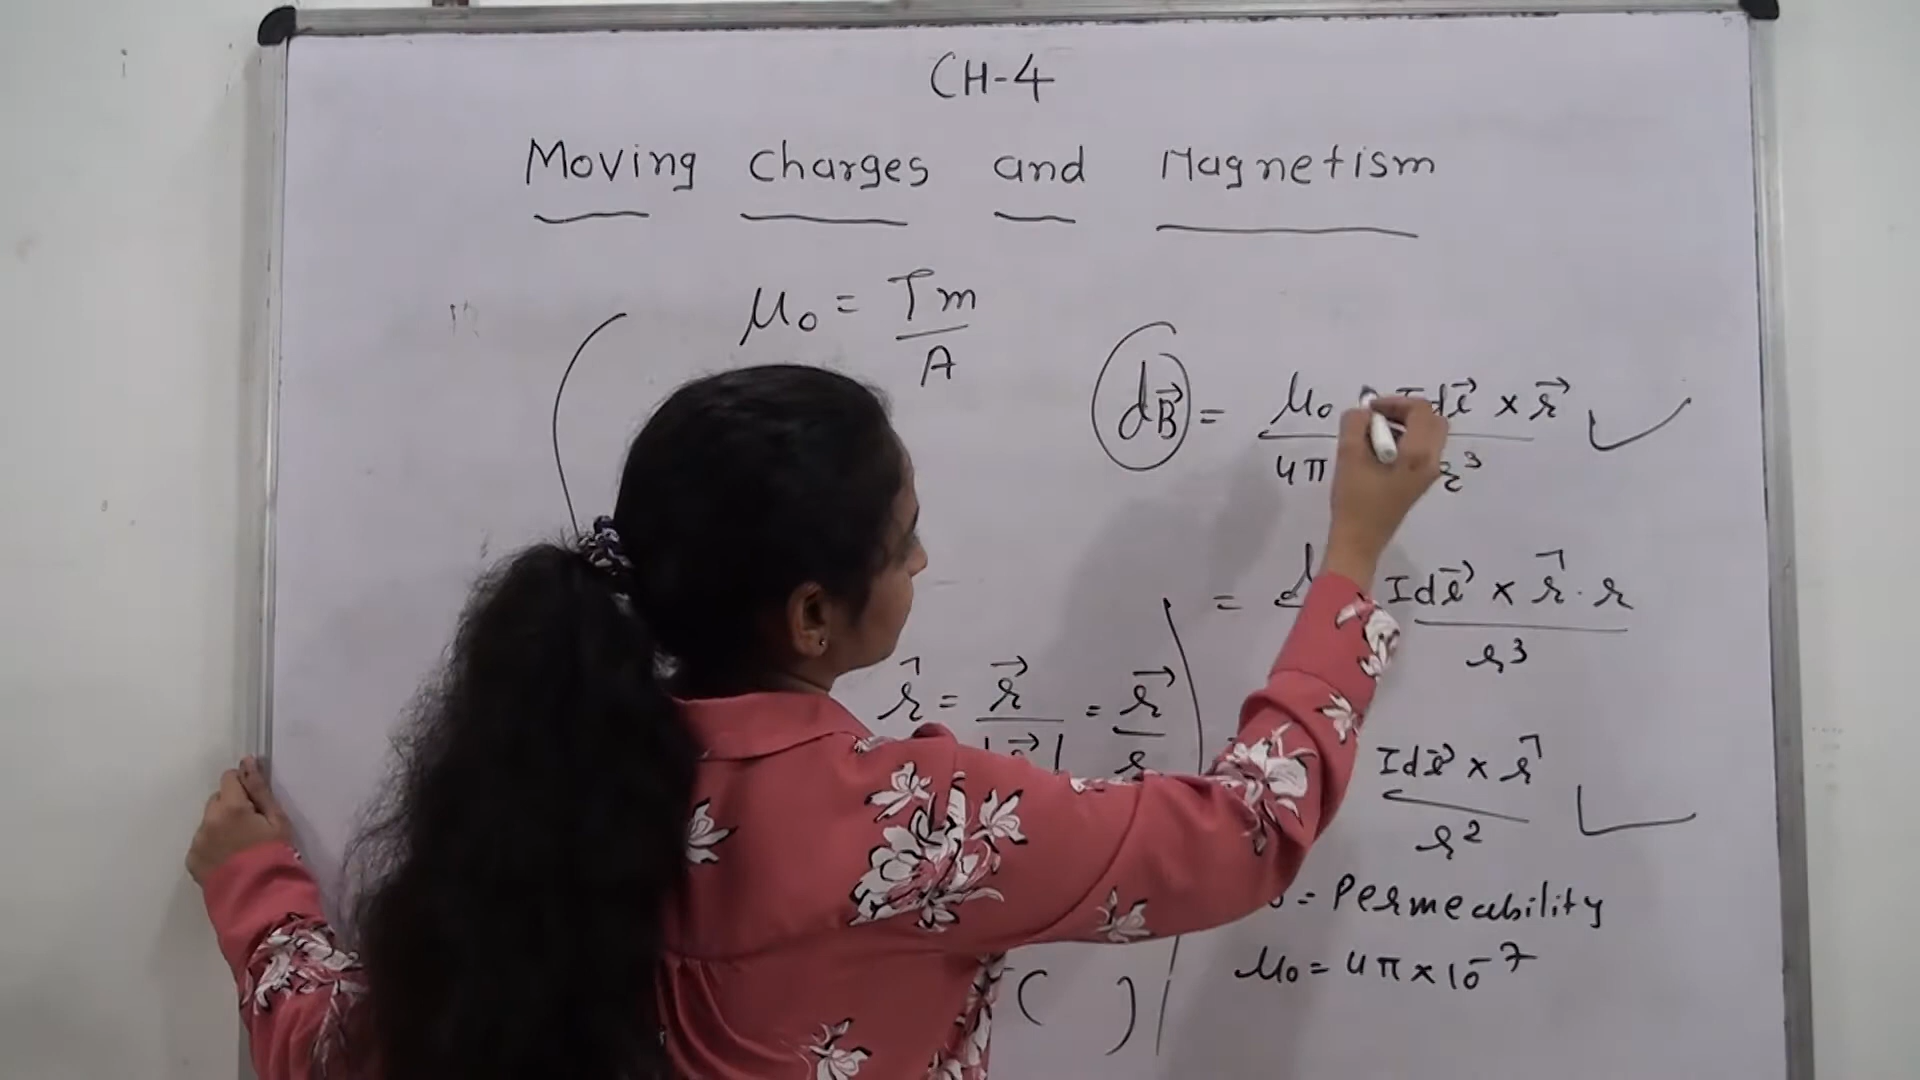 CH-4
Moving charges and Magnetism
μ₀ = Tm / A
dB⃗ = μ₀ / 4π Idl⃗ × r⃗ / r³
= Idl⃗ × r̂ · r / r³
r̂ = r⃗ / |r⃗| = r⃗ / r
Idl⃗ × r̂ / r²
= Permeability
μ₀ = 4π × 10⁻⁷
( )